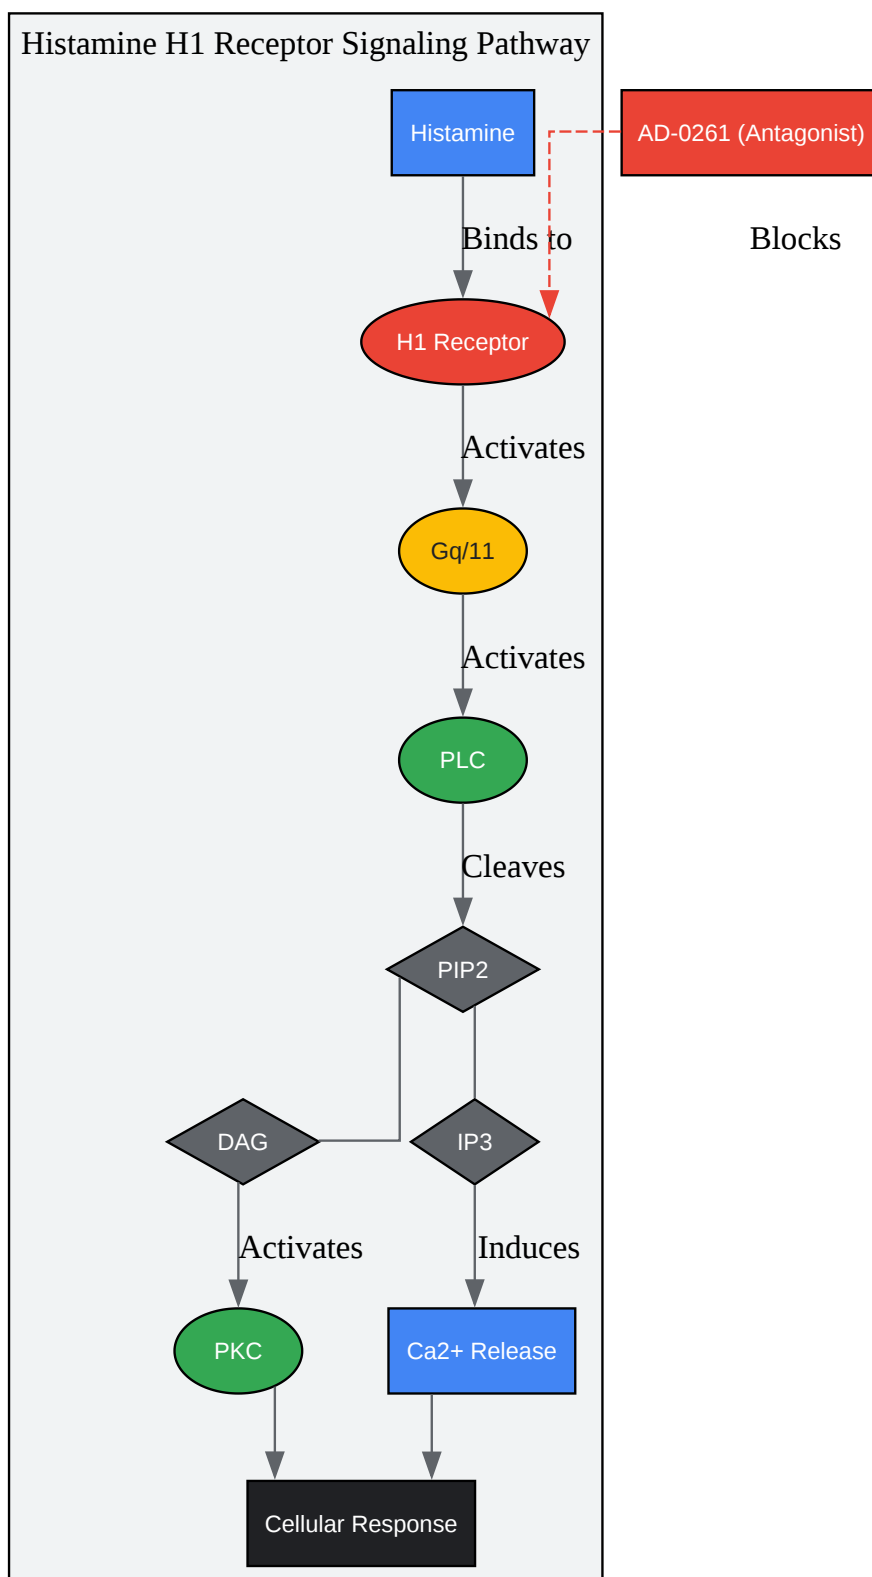 Histamine H1 Receptor Signaling Pathway
Histamine
AD-0261 (Antagonist)
Binds to
Blocks
H1 Receptor
Activates
Gq/11
Activates
PLC
Cleaves
PIP2
DAG
IP3
Activates
Induces
PKC
Ca2+ Release
Cellular Response